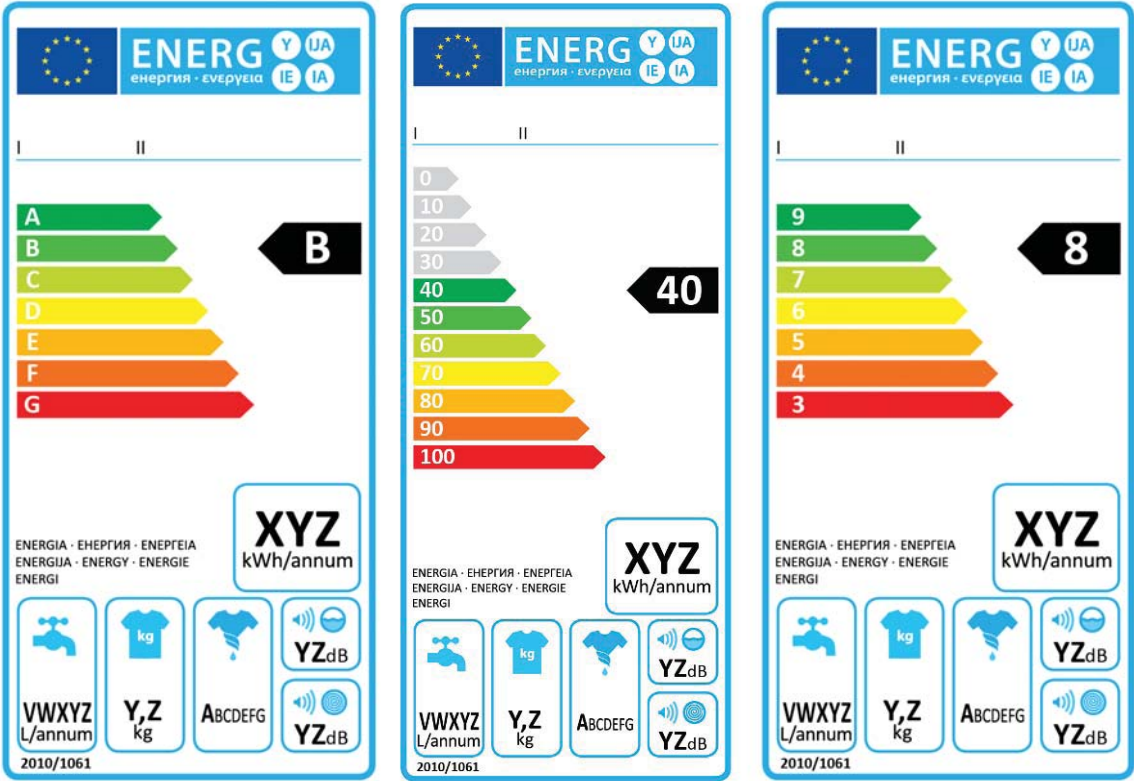 ENERG Y IJA
енергия · ενεργεια IE IA
I II
A
B
C
D
E
F
G
B
XYZ
kWh/annum
ENERGIA · ЕНЕРГИЯ · ΕΝΕΡΓΕΙΑ
ENERGIJA · ENERGY · ENERGIE
ENERGI
kg
VWXYZ
L/annum
Y,Z
kg
ABCDEFG
YZdB
YZdB
2010/1061
ENERG Y IJA
енергия · ενεργεια IE IA
I II
0
10
20
30
40
50
60
70
80
90
100
40
XYZ
kWh/annum
ENERGIA · ЕНЕРГИЯ · ΕΝΕΡΓΕΙΑ
ENERGIJA · ENERGY · ENERGIE
ENERGI
kg
VWXYZ
L/annum
Y,Z
kg
ABCDEFG
YZdB
YZdB
2010/1061
ENERG Y IJA
енергия · ενεργεια IE IA
I II
9
8
7
6
5
4
3
8
XYZ
kWh/annum
ENERGIA · ЕНЕРГИЯ · ΕΝΕΡΓΕΙΑ
ENERGIJA · ENERGY · ENERGIE
ENERGI
kg
VWXYZ
L/annum
Y,Z
kg
ABCDEFG
YZdB
YZdB
2010/1061